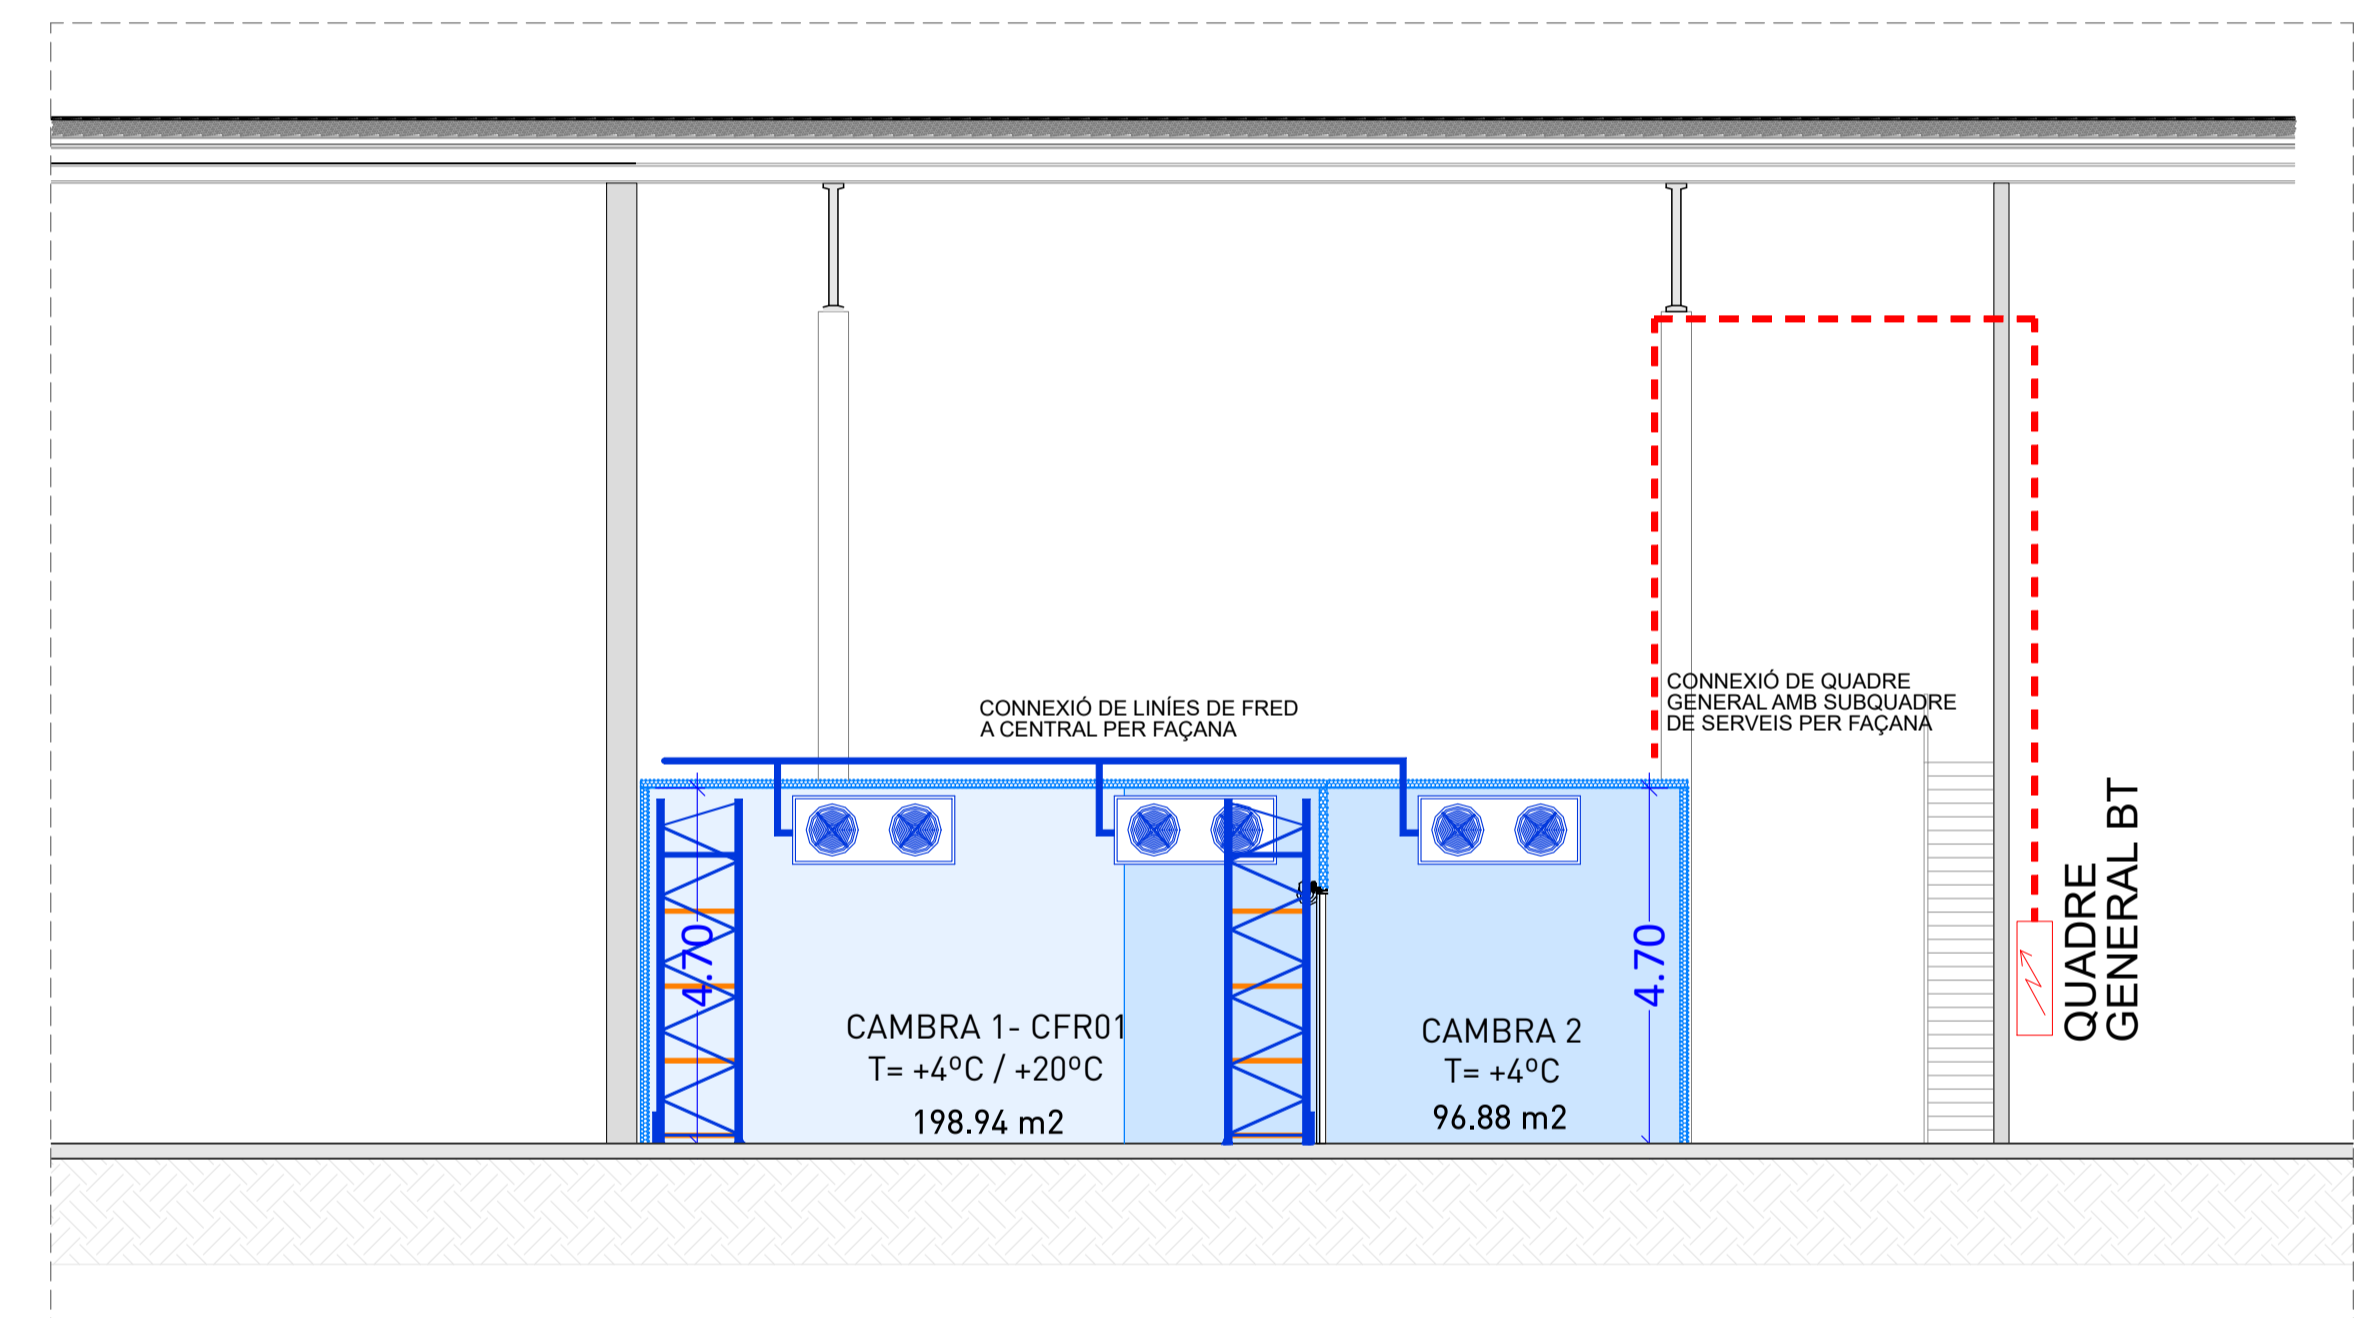 CONNEXIÓ DE QUADRE
GENERAL AMB SUBQUADRE
DE SERVEIS PER FAÇANA
CONNEXIÓ DE LINÍES DE FRED
A CENTRAL PER FAÇANA
4.70
4.70
QUADRE
GENERAL BT
CAMBRA 1- CFR01
T= +4ºC / +20ºC
198.94 m2
CAMBRA 2
T= +4ºC
96.88 m2